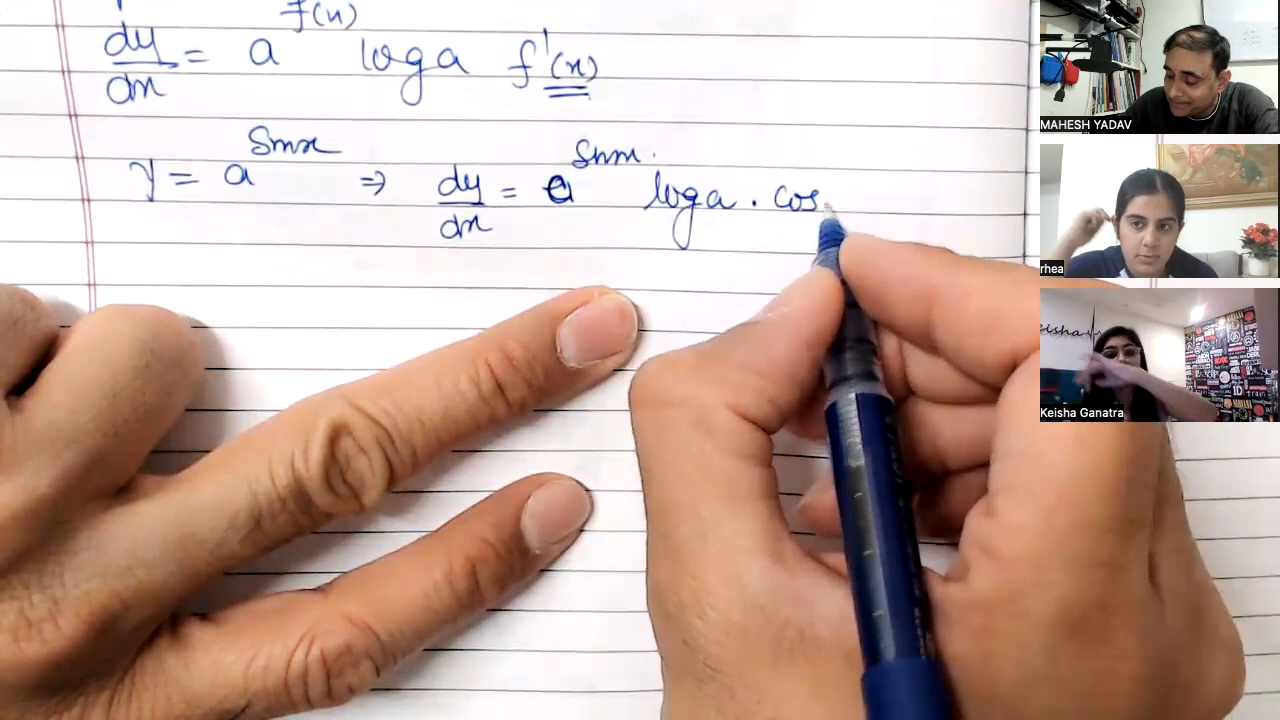 f(x)
dy/dx = a log a f'(x)
y = a^sinx ⇒ dy/dx = a^sinx log a . cos
MAHESH YADAV
rhea
Keisha Ganatra